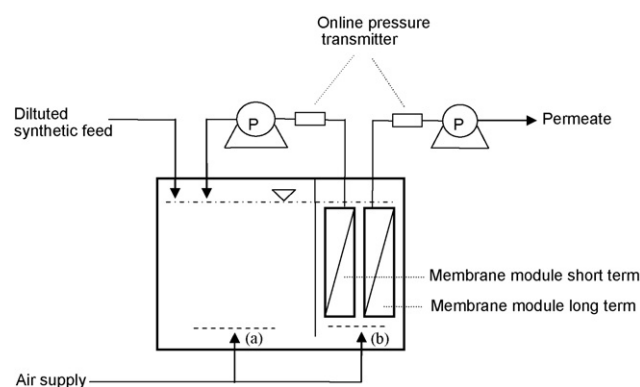 Online pressure
transmitter
Diltuted
synthetic feed
P
P
Permeate
Membrane module short term
Membrane module long term
(a)
(b)
Air supply